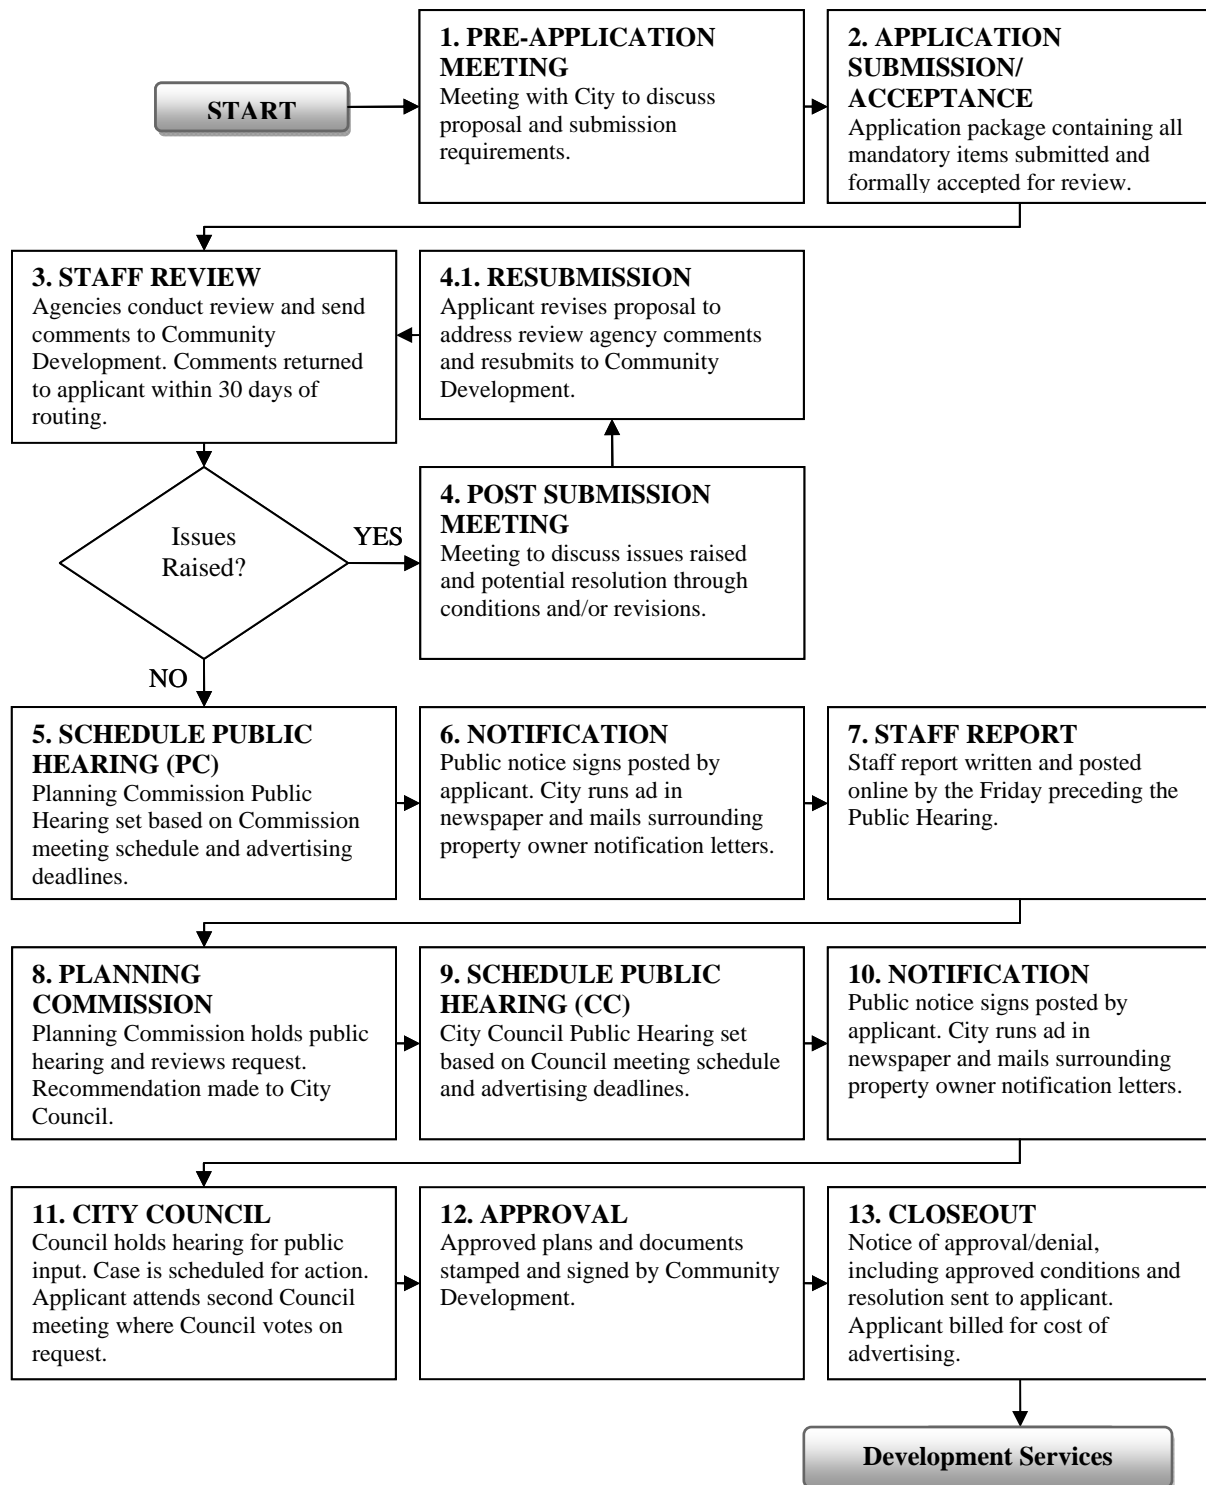 START
1. PRE-APPLICATION
MEETING
Meeting with City to discuss
proposal and submission
requirements.
2. APPLICATION
SUBMISSION/
ACCEPTANCE
Application package containing all
mandatory items submitted and
formally accepted for review.
3. STAFF REVIEW
Agencies conduct review and send
comments to Community
Development. Comments returned
to applicant within 30 days of
routing.
4.1. RESUBMISSION
Applicant revises proposal to
address review agency comments
and resubmits to Community
Development.
Issues
Raised?
YES
4. POST SUBMISSION
MEETING
Meeting to discuss issues raised
and potential resolution through
conditions and/or revisions.
NO
5. SCHEDULE PUBLIC
HEARING (PC)
Planning Commission Public
Hearing set based on Commission
meeting schedule and advertising
deadlines.
6. NOTIFICATION
Public notice signs posted by
applicant. City runs ad in
newspaper and mails surrounding
property owner notification letters.
7. STAFF REPORT
Staff report written and posted
online by the Friday preceding the
Public Hearing.
8. PLANNING
COMMISSION
Planning Commission holds public
hearing and reviews request.
Recommendation made to City
Council.
9. SCHEDULE PUBLIC
HEARING (CC)
City Council Public Hearing set
based on Council meeting schedule
and advertising deadlines.
10. NOTIFICATION
Public notice signs posted by
applicant. City runs ad in
newspaper and mails surrounding
property owner notification letters.
11. CITY COUNCIL
Council holds hearing for public
input. Case is scheduled for action.
Applicant attends second Council
meeting where Council votes on
request.
12. APPROVAL
Approved plans and documents
stamped and signed by Community
Development.
13. CLOSEOUT
Notice of approval/denial,
including approved conditions and
resolution sent to applicant.
Applicant billed for cost of
advertising.
Development Services